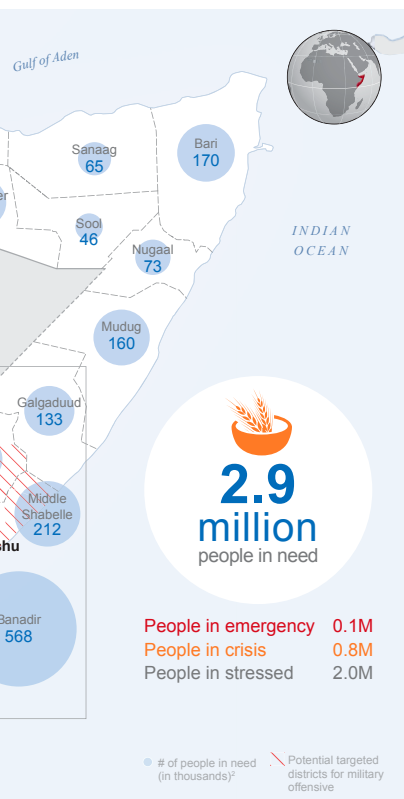 Gulf of Aden
Sanaag
65
Bari
170
er
Sool
46
Nugaal
73
INDIAN
OCEAN
Mudug
160
Galgaduud
133
Middle
Shabelle
212
shu
Banadir
568
2.9
million
people in need
People in emergency 0.1M
People in crisis 0.8M
People in stressed 2.0M
# of people in need
(in thousands)²
Potential targeted
districts for military
offensive